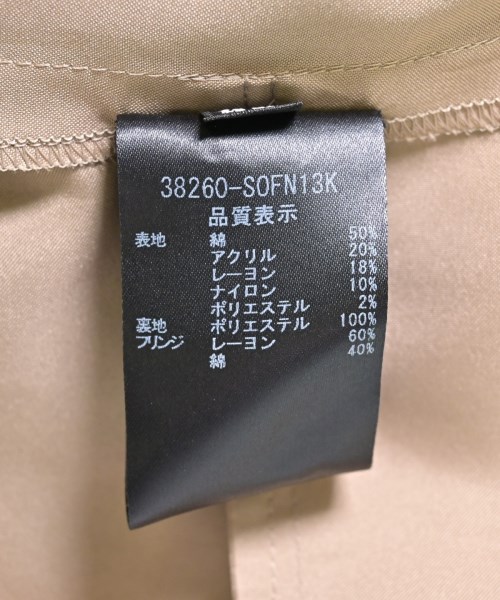 38260-SOFN13K
品質表示
表地 綿 50%
アクリル 20%
レーヨン 18%
ナイロン 10%
ポリエステル 2%
裏地 ポリエステル 100%
フリンジ レーヨン 60%
綿 40%